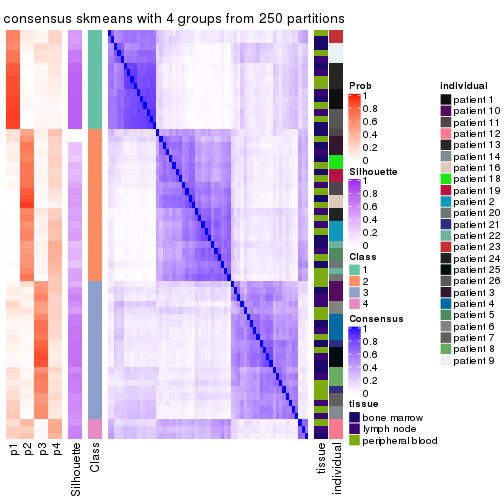 consensus skmeans with 4 groups from 250 partitions
Prob
1
0.8
0.6
0.4
0.2
0
Silhouette
1
0.8
0.6
0.4
0.2
0
Class
1
2
3
4
Consensus
1
0.8
0.6
0.4
0.2
0
tissue
bone marrow
lymph node
peripheral blood
individual
patient 1
patient 10
patient 11
patient 12
patient 13
patient 14
patient 16
patient 18
patient 19
patient 2
patient 20
patient 21
patient 22
patient 23
patient 24
patient 25
patient 26
patient 3
patient 4
patient 5
patient 6
patient 7
patient 8
patient 9
p1
p2
p3
p4
Silhouette
Class
tissue
individual